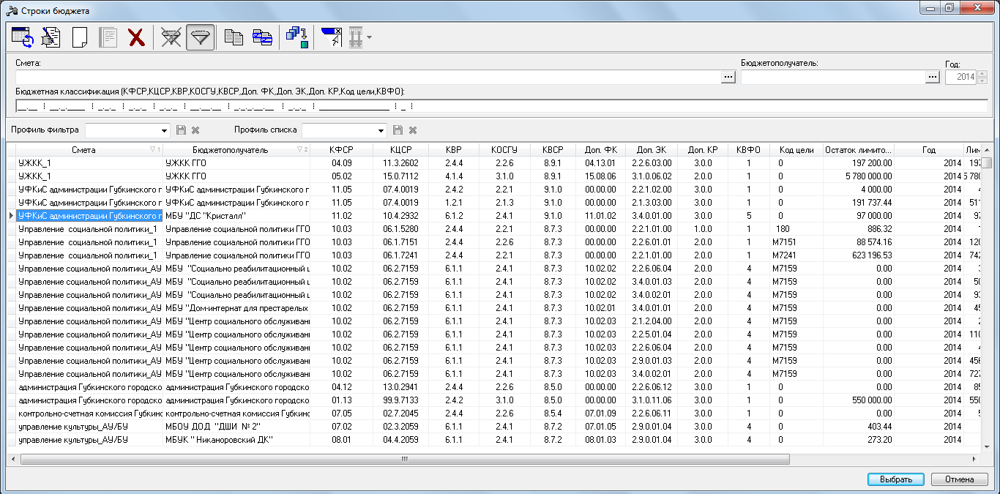 Строки бюджета
Смета:
Бюджетополучатель:
Год:
2014
Бюджетная классификация (КФСР,КЦСР,КВР,КОСГУ,КВСР,Доп. ФК,Доп. ЭК,Доп. КР,Код цели,КВФО):
Профиль фильтра Профиль списка
Смета 1 Бюджетополучатель 2 КФСР КЦСР КВР КОСГУ КВСР Доп. ФК Доп. ЭК Доп. КР КВФО Код цели Остаток лимито... Год Лим
УЖКК_1 УЖКК ГГО 04.09 11.3.2602 2.4.4 2.2.6 8.9.1 04.13.01 2.2.6.03.00 3.0.0 1 0 197 200.00 2014 197
УЖКК_1 УЖКК ГГО 05.02 15.0.7112 4.1.4 3.1.0 8.9.1 15.08.06 3.1.0.06.02 2.0.0 1 0 5 780 000.00 2014 5 780
УФКиС администрации Губкинского г УФКиС администрации Губкинского г 11.05 07.4.0019 2.4.2 2.2.1 9.1.0 00.00.00 2.2.1.02.00 3.0.0 1 0 4 000.00 2014 4
УФКиС администрации Губкинского г УФКиС администрации Губкинского г 11.05 07.4.0019 1.2.1 2.1.3 9.1.0 00.00.00 2.1.3.03.00 3.0.0 1 0 191 737.44 2014 511
УФКиС администрации Губкинского г МБУ "ДС "Кристалл" 11.02 10.4.2932 6.1.2 2.4.1 9.1.0 11.01.02 3.4.0.01.00 3.0.0 5 0 97 000.00 2014 97
Управление социальной политики_1 Управление социальной политики ГГО 10.03 06.1.5280 2.4.4 2.2.1 8.7.3 00.00.00 2.2.1.01.00 1.0.0 1 180 886.32 2014 1
Управление социальной политики_1 Управление социальной политики ГГО 10.03 06.1.7151 2.4.4 2.2.6 8.7.3 00.00.00 2.2.6.01.01 2.0.0 1 М7151 88 574.16 2014 120
Управление социальной политики_1 Управление социальной политики ГГО 10.03 06.1.7241 2.4.4 2.2.1 8.7.3 00.00.00 2.2.1.01.00 2.0.0 1 М7241 623 196.53 2014 742
Управление социальной политики_АУ МБУ "Социально реабилитационный ц 10.02 06.2.7159 6.1.1 2.4.1 8.7.3 10.02.02 2.2.6.06.04 2.0.0 4 М7159 0.00 2014 3
Управление социальной политики_АУ МБУ "Социально реабилитационный ц 10.02 06.2.7159 6.1.1 2.4.1 8.7.3 10.02.02 3.4.0.01.03 2.0.0 4 М7159 0.00 2014 50
Управление социальной политики_АУ МБУ "Социально реабилитационный ц 10.02 06.2.7159 6.1.1 2.4.1 8.7.3 10.02.02 3.4.0.02.01 2.0.0 4 М7159 0.00 2014 93
Управление социальной политики_АУ МБУ "Дом-интернат для престарелых 10.02 06.2.7159 6.1.1 2.4.1 8.7.3 10.02.01 3.4.0.01.01 2.0.0 4 М7159 0.00 2014 45
Управление социальной политики_АУ МБУ "Центр социального обслуживан 10.02 06.2.7159 6.1.1 2.4.1 8.7.3 10.02.03 2.1.2.04.00 2.0.0 4 М7159 0.00 2014 2
Управление социальной политики_АУ МБУ "Центр социального обслуживан 10.02 06.2.7159 6.1.1 2.4.1 8.7.3 10.02.03 2.2.5.01.04 2.0.0 4 М7159 0.00 2014 110
Управление социальной политики_АУ МБУ "Центр социального обслуживан 10.02 06.2.7159 6.1.1 2.4.1 8.7.3 10.02.03 2.2.6.06.04 2.0.0 4 М7159 0.00 2014 4
Управление социальной политики_АУ МБУ "Центр социального обслуживан 10.02 06.2.7159 6.1.1 2.4.1 8.7.3 10.02.03 2.9.0.01.03 2.0.0 4 М7159 0.00 2014 456
Управление социальной политики_АУ МБУ "Центр социального обслуживан 10.02 06.2.7159 6.1.1 2.4.1 8.7.3 10.02.03 3.4.0.02.01 2.0.0 4 М7159 0.00 2014 727
администрация Губкинского городско администрация Губкинского городско 04.12 13.0.2941 2.4.4 2.2.6 8.5.0 00.00.00 2.2.6.06.12 3.0.0 1 0 0.00 2014 85
администрация Губкинского городско администрация Губкинского городско 01.13 99.9.7133 2.4.2 3.1.0 8.5.0 00.00.00 3.1.0.11.06 3.0.0 1 0 550 000.00 2014 550
контрольно-счетная комиссия Губкинс контрольно-счетная комиссия Губкинс 07.05 02.7.2045 2.4.4 2.2.6 8.5.4 07.01.09 2.2.6.06.11 3.0.0 1 0 0.00 2014 5
управление культуры_АУ/БУ МБОУ ДОД "ДШИ № 2" 07.02 02.3.2059 6.1.1 2.4.1 8.7.2 07.01.05 2.9.0.01.04 3.0.0 4 0 403.44 2014
управление культуры_АУ/БУ МБУК "Никаноровский ДК" 08.01 04.4.2059 6.1.1 2.4.1 8.7.2 08.01.03 2.9.0.01.04 3.0.0 4 0 273.20 2014
Выбрать Отмена